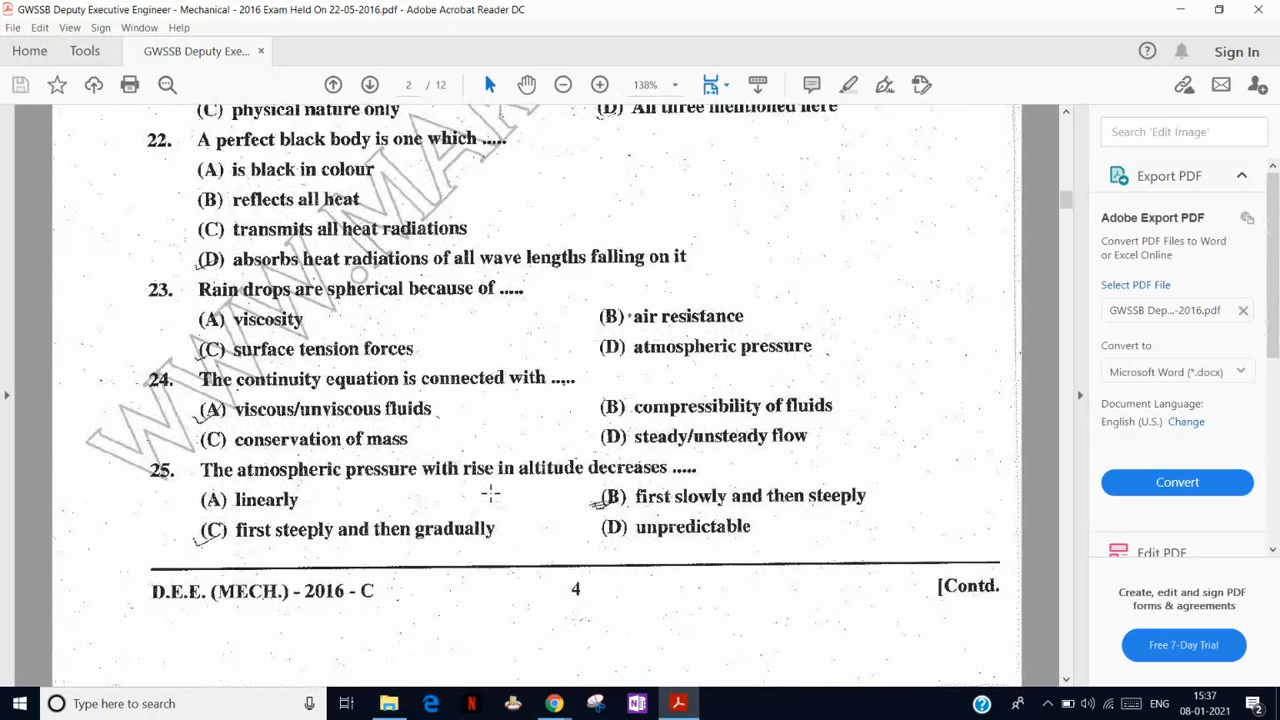 GWSSB Deputy Executive Engineer - Mechanical - 2016 Exam Held On 22-05-2016.pdf - Adobe Acrobat Reader DC
File Edit View Sign Window Help
Home Tools GWSSB Deputy Exe... × Sign In
2 / 12 138%
(C) physical nature only (D) All three mentioned here
22. A perfect black body is one which .....
(A) is black in colour
(B) reflects all heat
(C) transmits all heat radiations
(D) absorbs heat radiations of all wave lengths falling on it
23. Rain drops are spherical because of .....
(A) viscosity (B) air resistance
(C) surface tension forces (D) atmospheric pressure
24. The continuity equation is connected with .....
(A) viscous/unviscous fluids (B) compressibility of fluids
(C) conservation of mass (D) steady/unsteady flow
25. The atmospheric pressure with rise in altitude decreases .....
(A) linearly (B) first slowly and then steeply
(C) first steeply and then gradually (D) unpredictable
D.E.E. (MECH.) - 2016 - C 4 [Contd.
WWW.MA
Search 'Edit Image'
Export PDF
Adobe Export PDF
Convert PDF Files to Word
or Excel Online
Select PDF File
GWSSB Dep...-2016.pdf
Convert to
Microsoft Word (*.docx)
Document Language:
English (U.S.) Change
Convert
Edit PDF
Create, edit and sign PDF
forms & agreements
Free 7-Day Trial
Type here to search ENG 15:37
08-01-2021 2